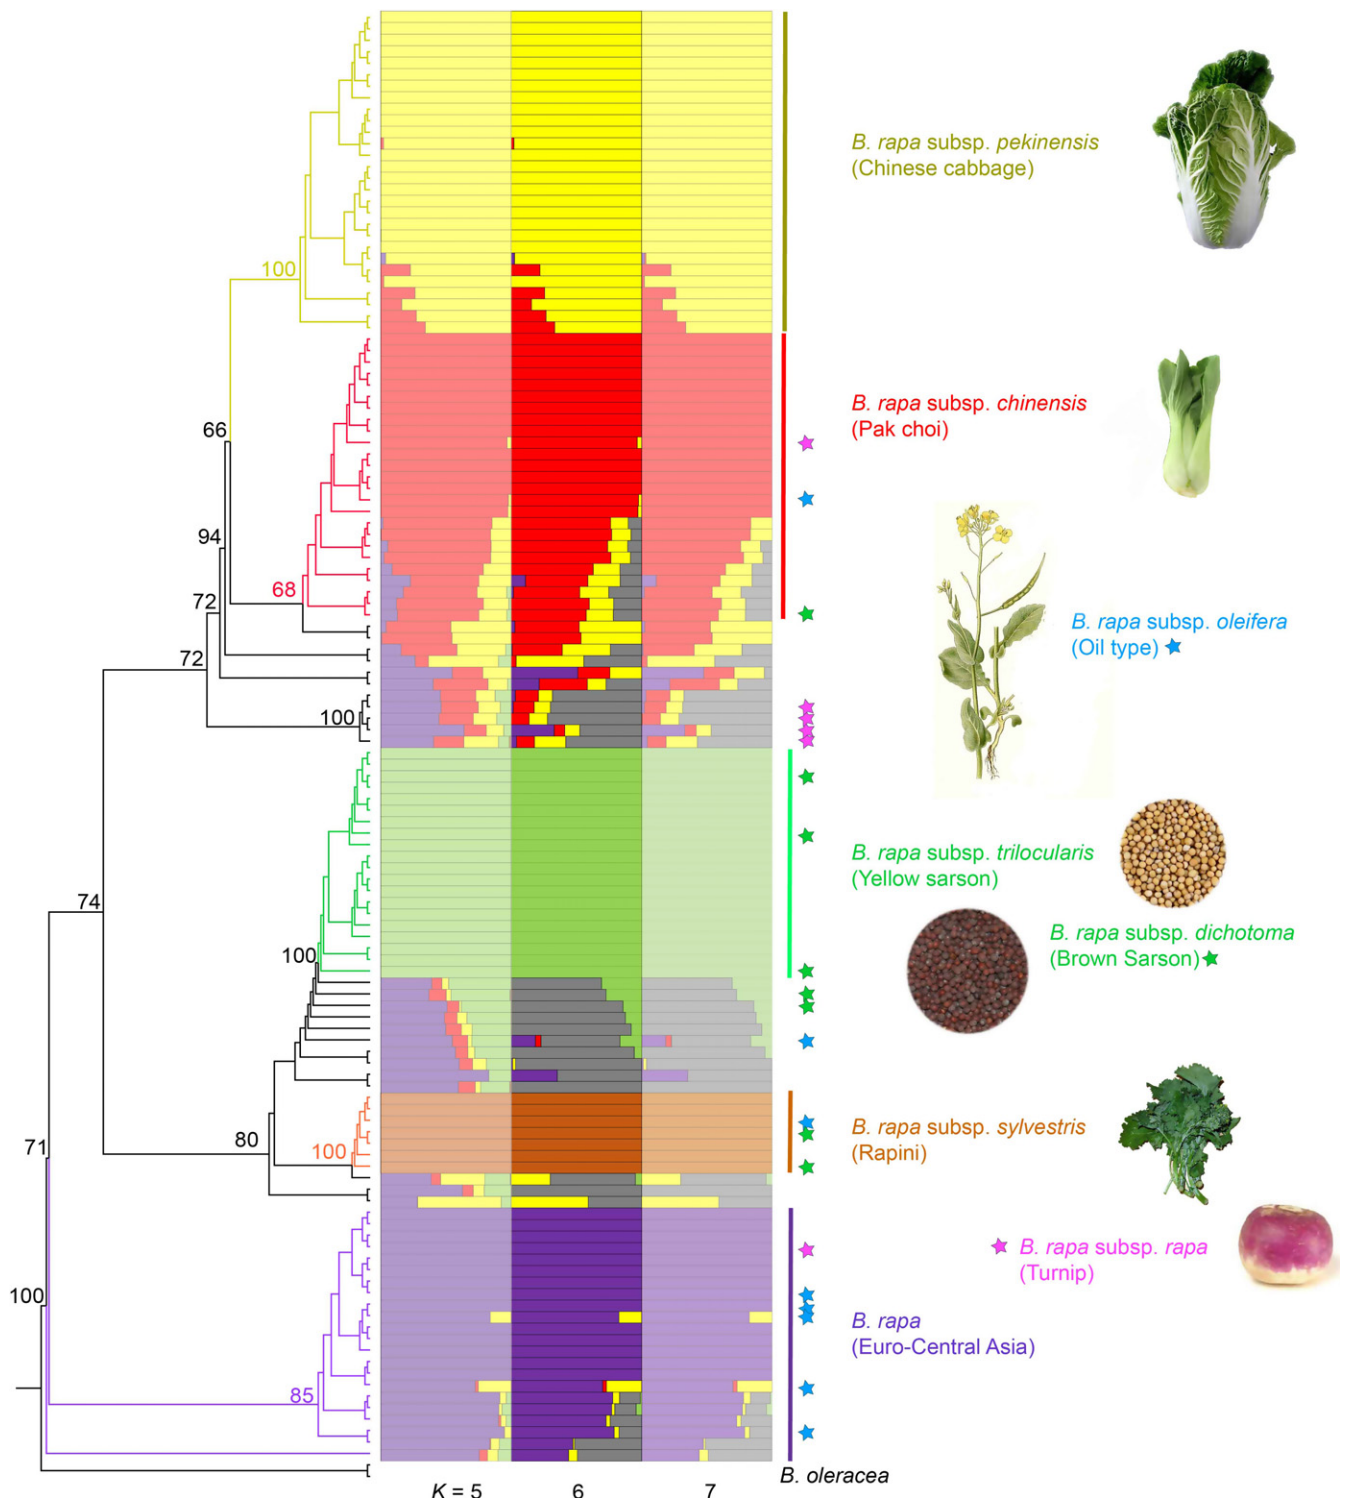 B. rapa subsp. pekinensis
(Chinese cabbage)
100
66
B. rapa subsp. chinensis
(Pak choi)
94
68
72
B. rapa subsp. oleifera
(Oil type)
72
100
B. rapa subsp. trilocularis
(Yellow sarson)
74
B. rapa subsp. dichotoma
(Brown Sarson)
100
B. rapa subsp. sylvestris
(Rapini)
80
100
71
B. rapa subsp. rapa
(Turnip)
100
B. rapa
(Euro-Central Asia)
85
B. oleracea
K = 5 6 7